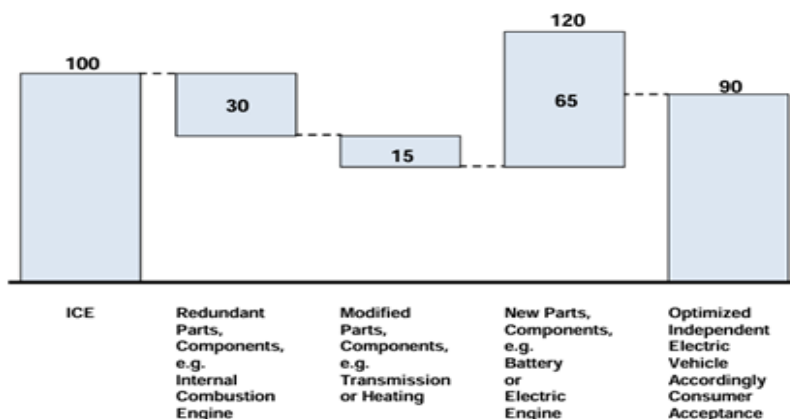 120
100
90
30
65
15
ICE
Redundant
Parts,
Components,
e.g.
Internal
Combustion
Engine
Modified
Parts,
Components,
e.g.
Transmission
or Heating
New Parts,
Components,
e.g.
Battery
or
Electric
Engine
Optimized
Independent
Electric
Vehicle
Accordingly
Consumer
Acceptance